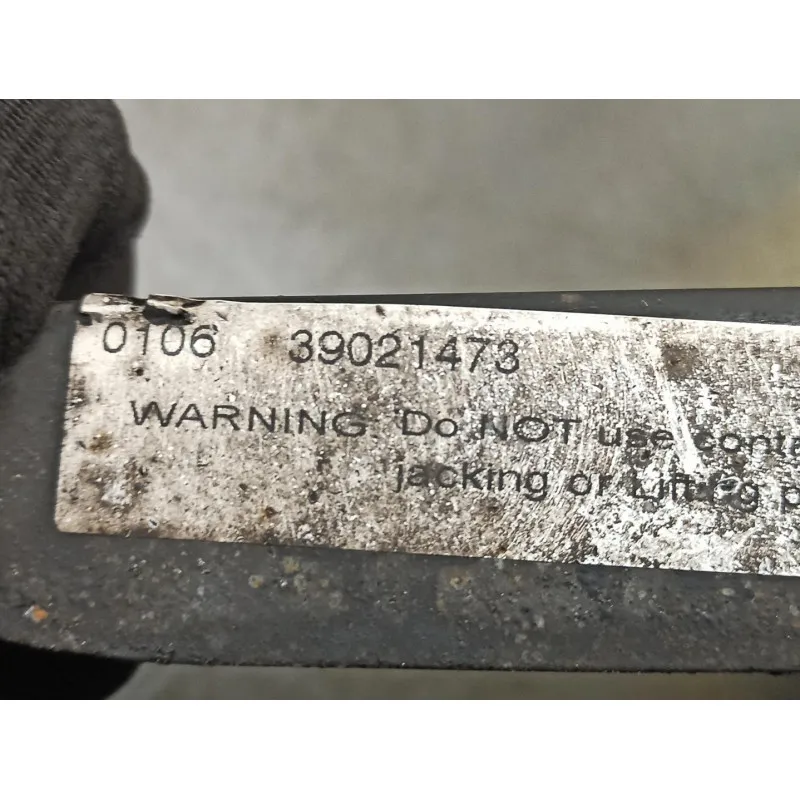 0106 39021473
WARNING Do NOT use
jacking or